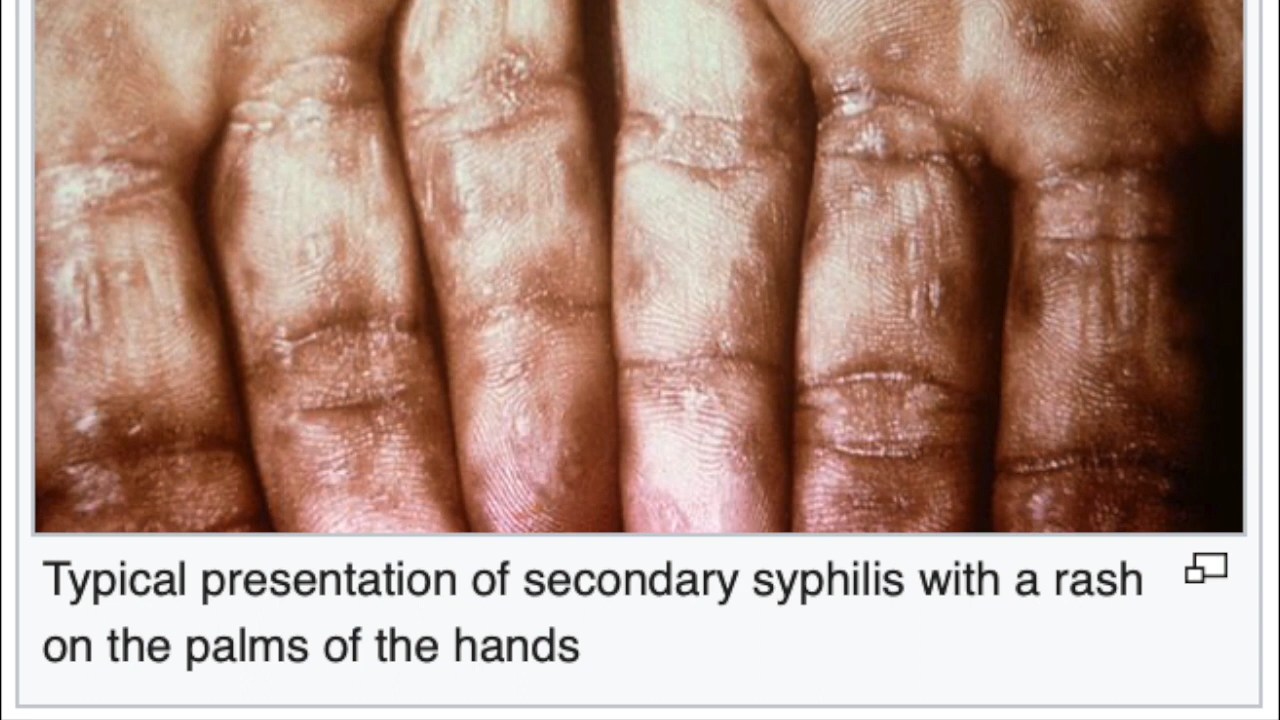 Typical presentation of secondary syphilis with a rash
on the palms of the hands